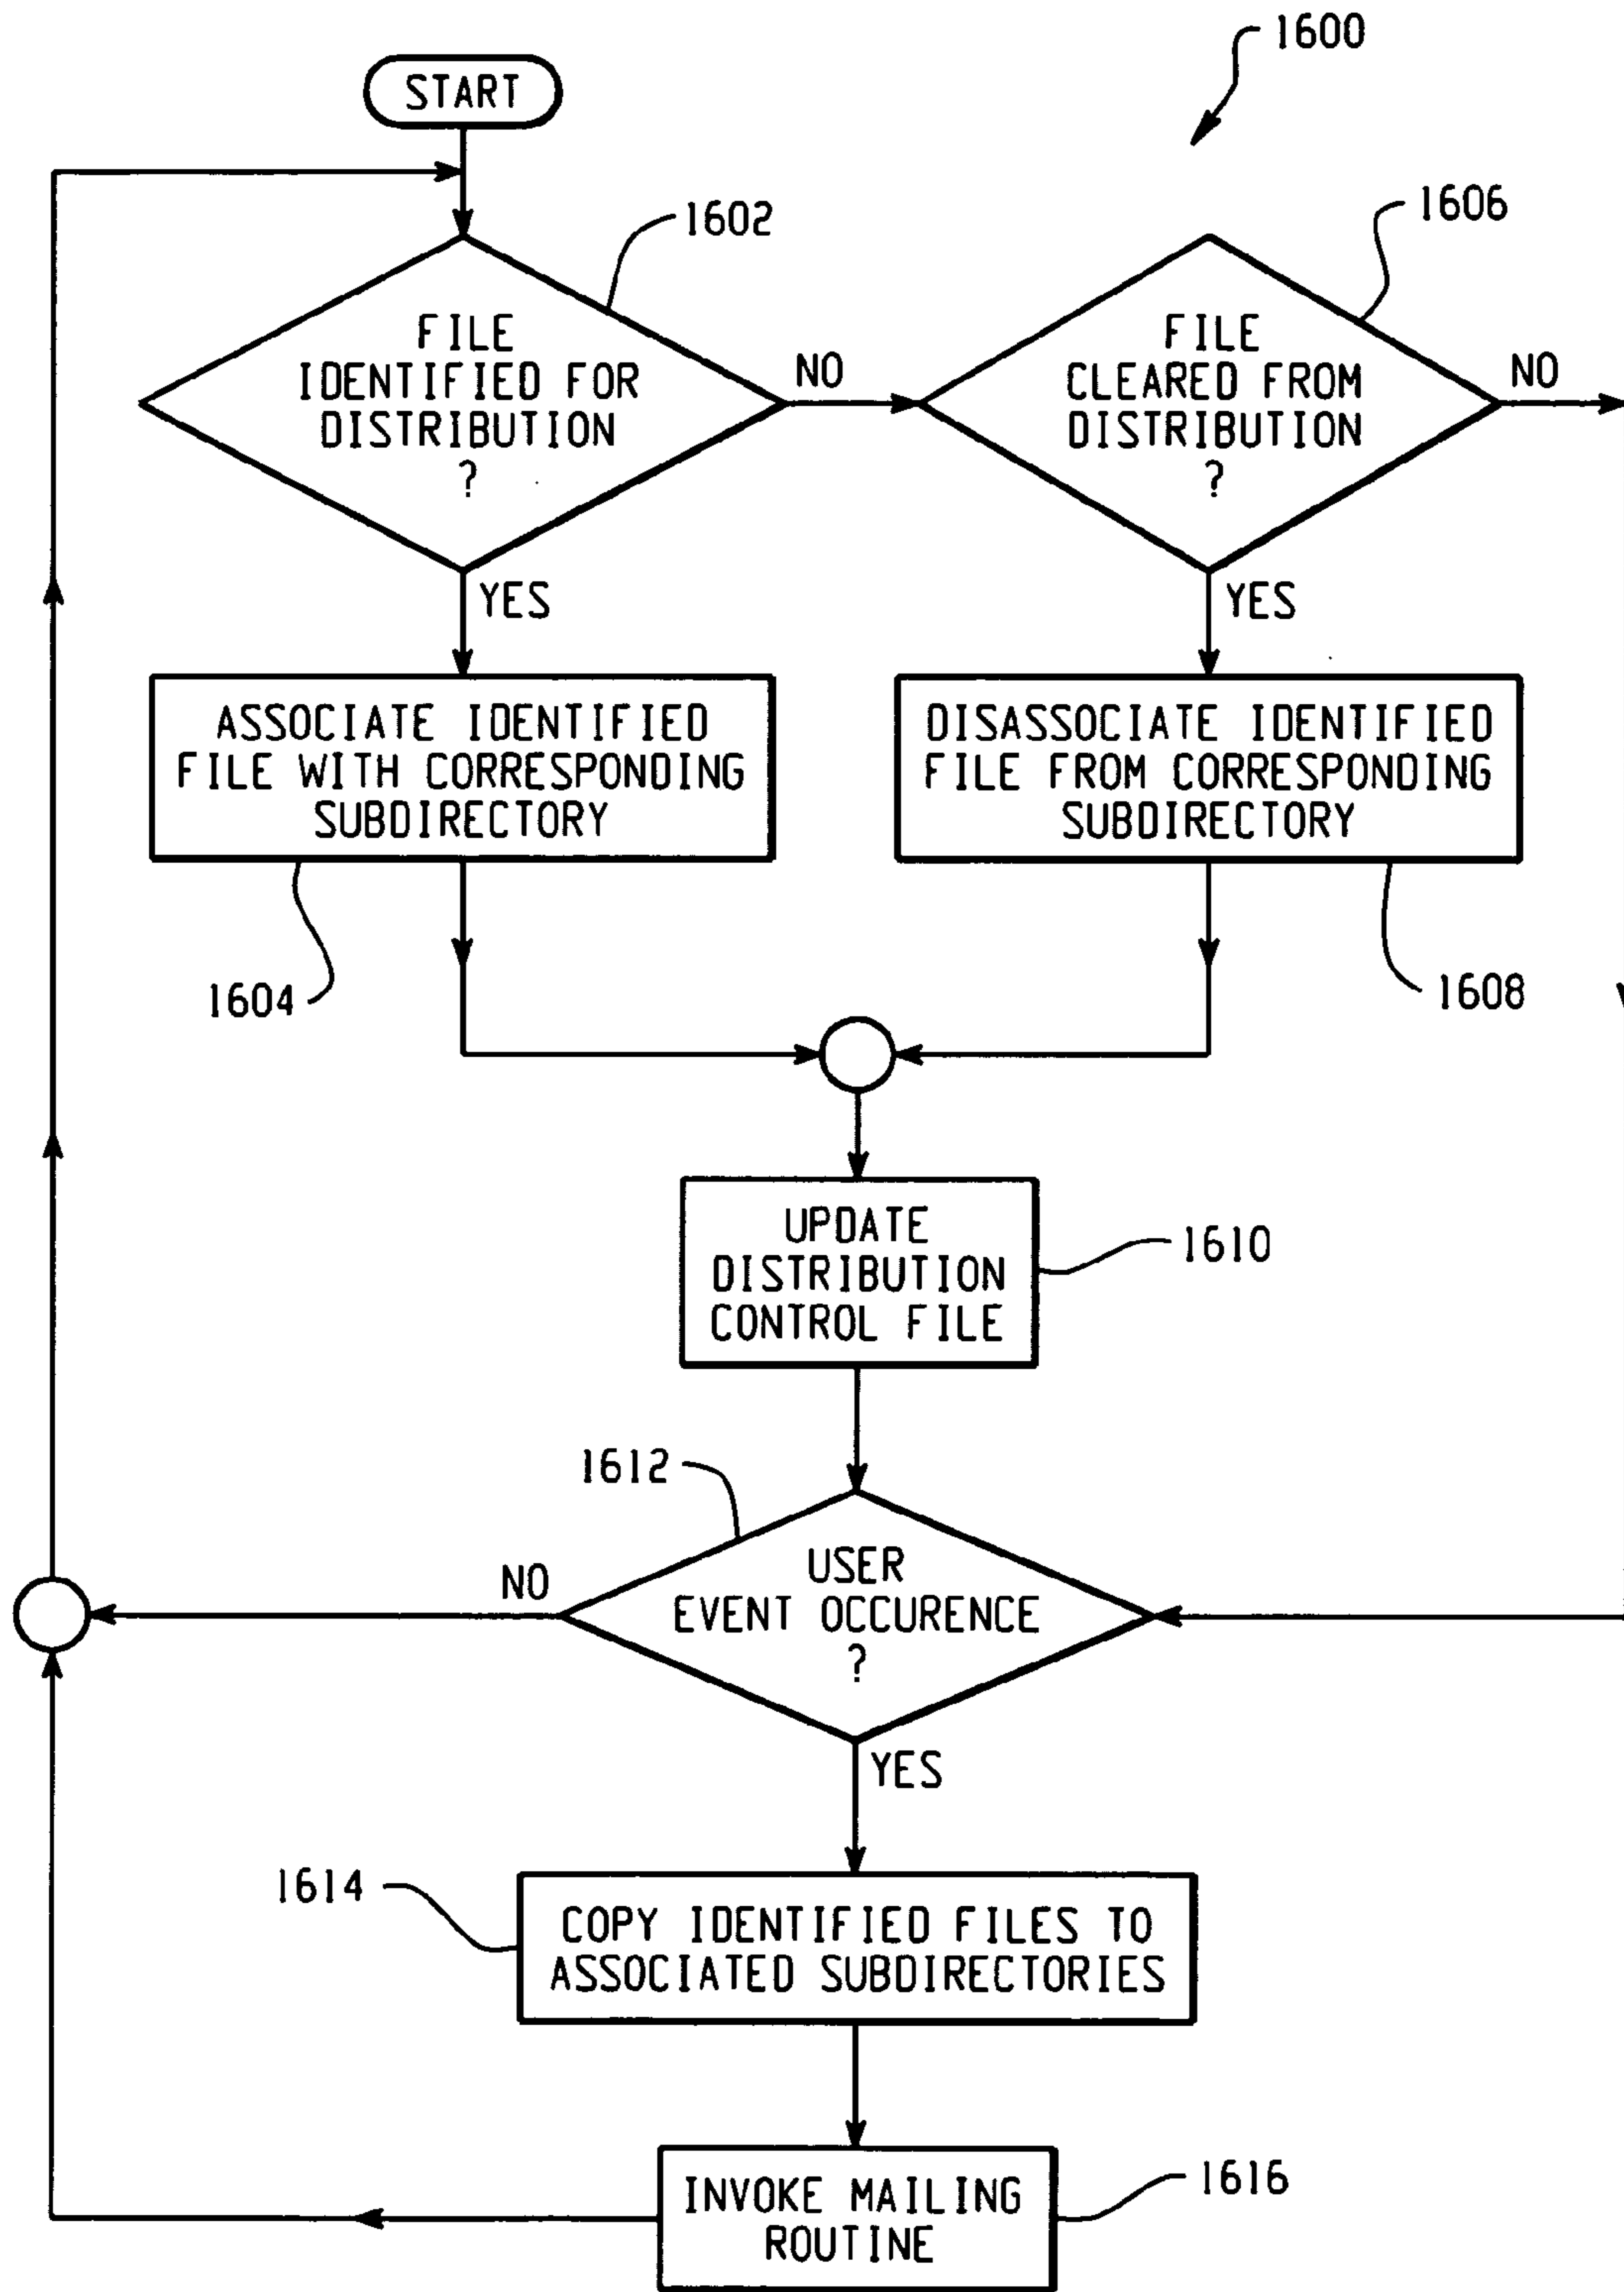 1600
START
1602
1606
FILE
IDENTIFIED FOR
DISTRIBUTION
?
NO
FILE
CLEARED FROM
DISTRIBUTION
?
NO
YES
YES
ASSOCIATE IDENTIFIED
FILE WITH CORRESPONDING
SUBDIRECTORY
DISASSOCIATE IDENTIFIED
FILE FROM CORRESPONDING
SUBDIRECTORY
1604
1608
UPDATE
DISTRIBUTION
CONTROL FILE
1610
1612
USER
EVENT OCCURENCE
?
NO
YES
1614
COPY IDENTIFIED FILES TO
ASSOCIATED SUBDIRECTORIES
INVOKE MAILING
ROUTINE
1616